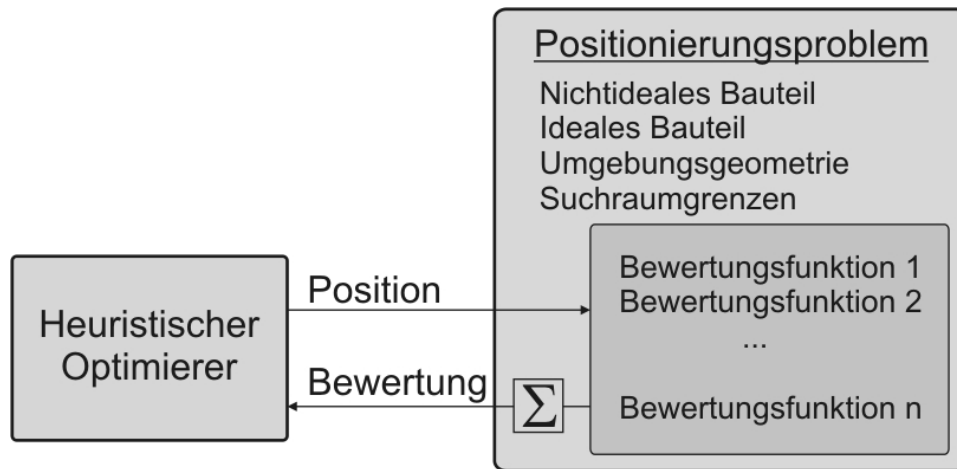 Positionierungsproblem
Nichtideales Bauteil
Ideales Bauteil
Umgebungsgeometrie
Suchraumgrenzen
Bewertungsfunktion 1
Bewertungsfunktion 2
...
Bewertungsfunktion n
Heuristischer
Optimierer
Position
Bewertung
Σ